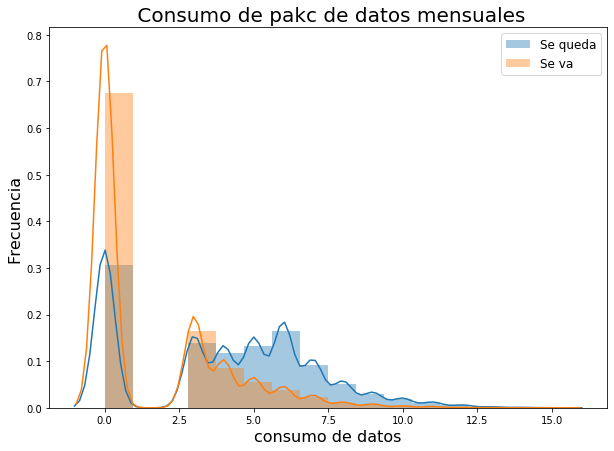 Consumo de pakc de datos mensuales
Se queda
Se va
Frecuencia
0.8
0.7
0.6
0.5
0.4
0.3
0.2
0.1
0.0
0.0 2.5 5.0 7.5 10.0 12.5 15.0
consumo de datos